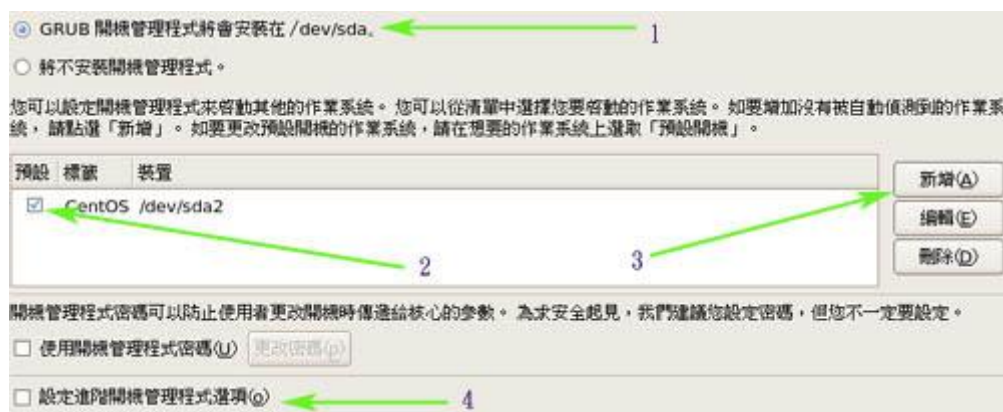 GRUB 開機管理程式將會安裝在 /dev/sda。
1
將不安裝開機管理程式。
您可以設定開機管理程式來啓動其他的作業系統。 您可以從清單中選擇您要啓動的作業系統。 如要增加沒有被自動偵測到的作業系
統， 請點選「新增」。 如要更改預設開機的作業系統，請在想要的作業系統上選取「預設開機」。
預設 標籤 裝置
新增(A)
CentOS /dev/sda2
編輯(E)
2
3
刪除(D)
開機管理程式密碼可以防止使用者更改開機時傳遞給核心的參數。 為求安全起見，我們建議您設定密碼，但您不一定要設定。
使用開機管理程式密碼(U) 更改密碼(p)
設定進階開機管理程式選項(o)
4